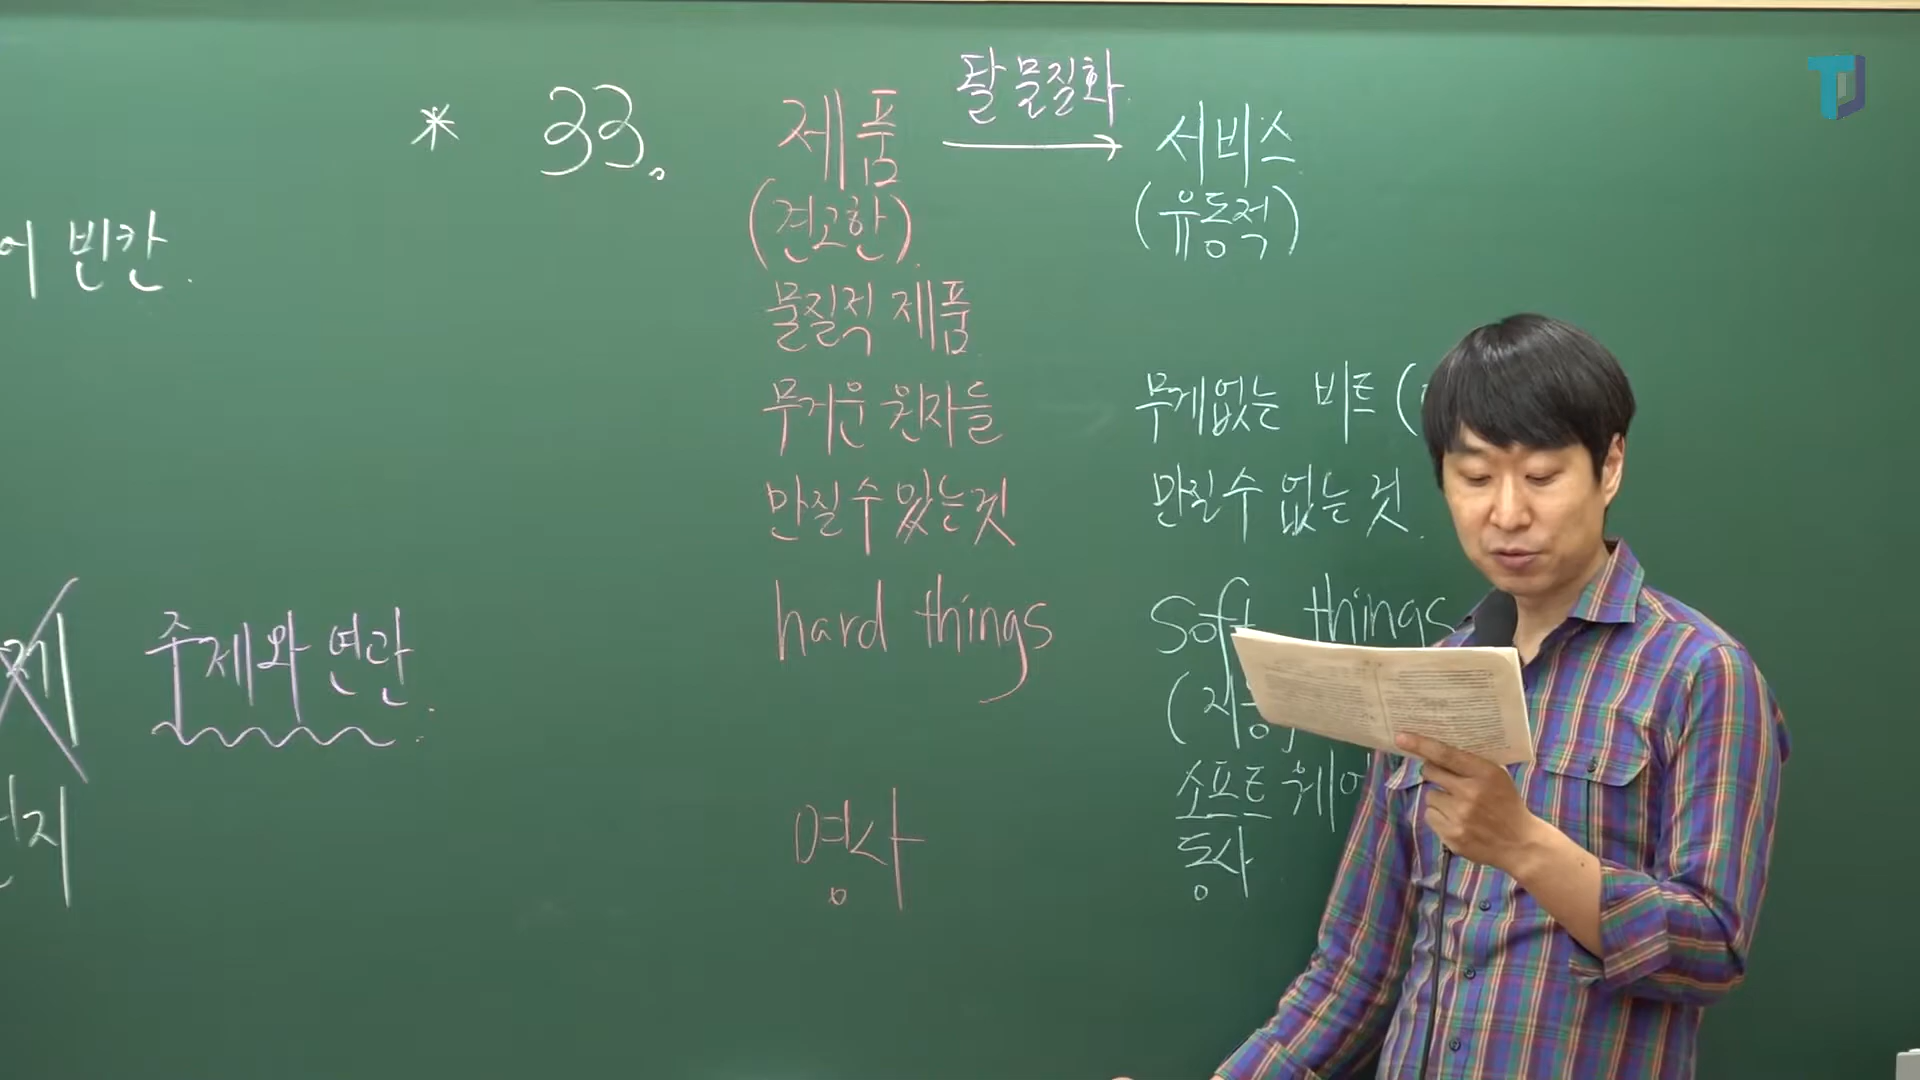 어 빈칸.
주제와 연관.
* 33.
제품 탈물질화 → 서비스
(견고한) (유동적)
물질적 제품
무거운 원자들 무게없는 비트 (
만질 수 있는 것 만질 수 없는 것.
hard things Soft things
소프트웨어
명사 동사